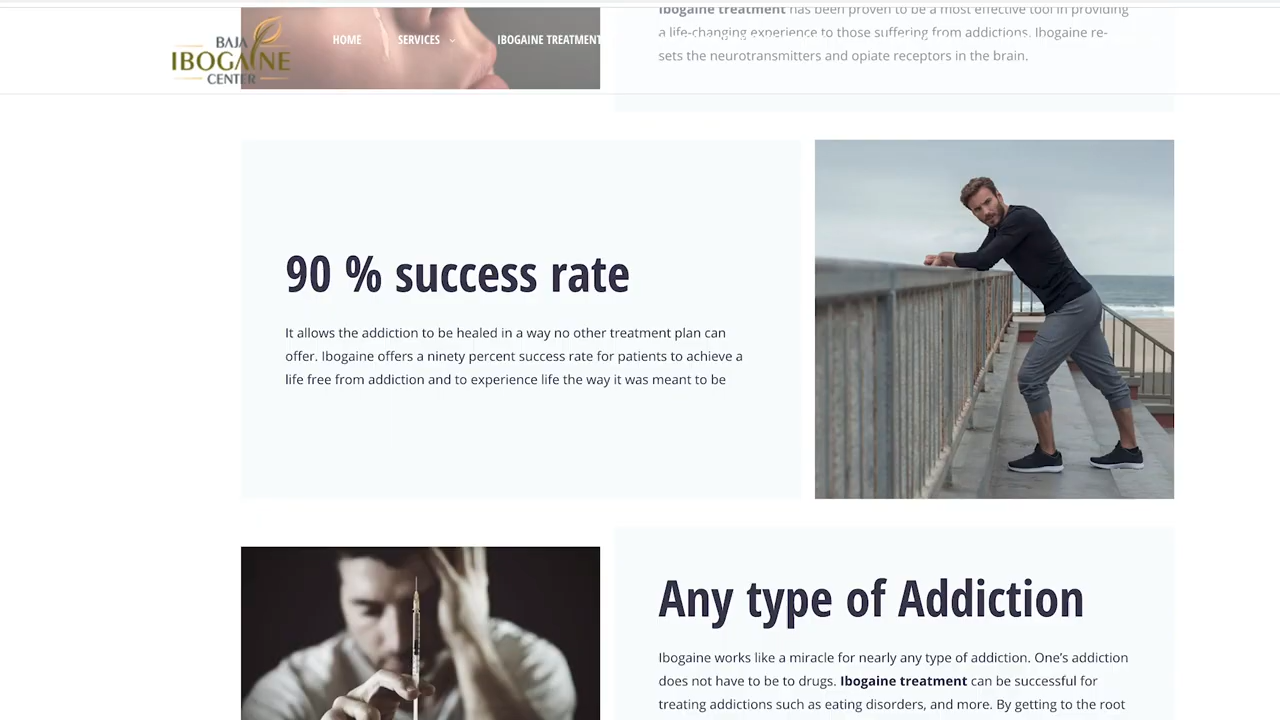 Ibogaine treatment has been proven to be a most effective tool in providing
a life-changing experience to those suffering from addictions. Ibogaine re-
sets the neurotransmitters and opiate receptors in the brain.
BAJA
IBOGAINE
CENTER
HOME
SERVICES
IBOGAINE TREATMENT
90 % success rate
It allows the addiction to be healed in a way no other treatment plan can
offer. Ibogaine offers a ninety percent success rate for patients to achieve a
life free from addiction and to experience life the way it was meant to be
Any type of Addiction
Ibogaine works like a miracle for nearly any type of addiction. One’s addiction
does not have to be to drugs. Ibogaine treatment can be successful for
treating addictions such as eating disorders, and more. By getting to the root